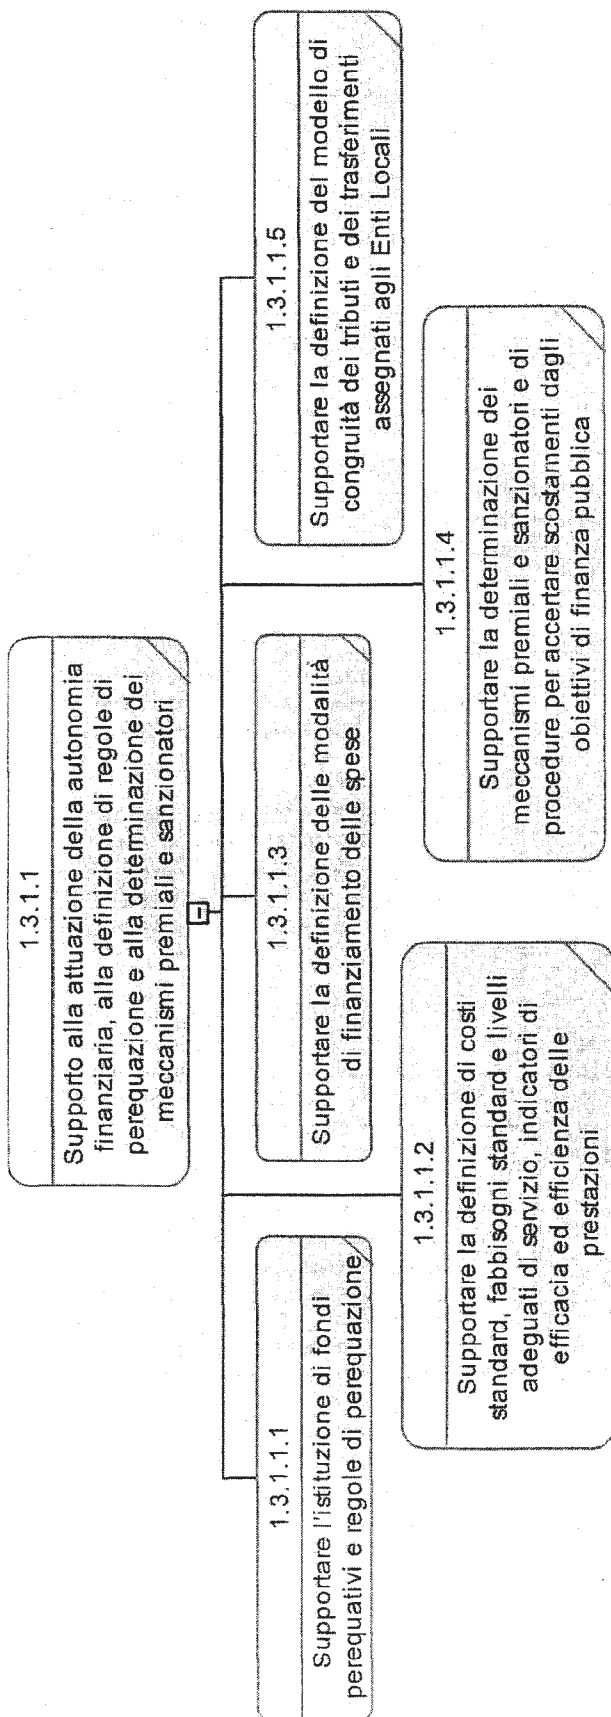 1.3.1.1
Supporto alla attuazione della autonomia
finanziaria, alla definizione di regole di
perequazione e alla determinazione dei
meccanismi premiali e sanzionatori
1.3.1.1.1
Supportare l'istituzione di fondi
perequativi e regole di perequazione
1.3.1.1.2
Supportare la definizione di costi
standard, fabbisogni standard e livelli
adeguati di servizio, indicatori di
efficacia ed efficienza delle
prestazioni
1.3.1.1.3
Supportare la definizione delle modalità
di finanziamento delle spese
1.3.1.1.4
Supportare la determinazione dei
meccanismi premiali e sanzionatori e di
procedure per accertare scostamenti dagli
obiettivi di finanza pubblica
1.3.1.1.5
Supportare la definizione del modello di
congruità dei tributi e dei trasferimenti
assegnati agli Enti Locali